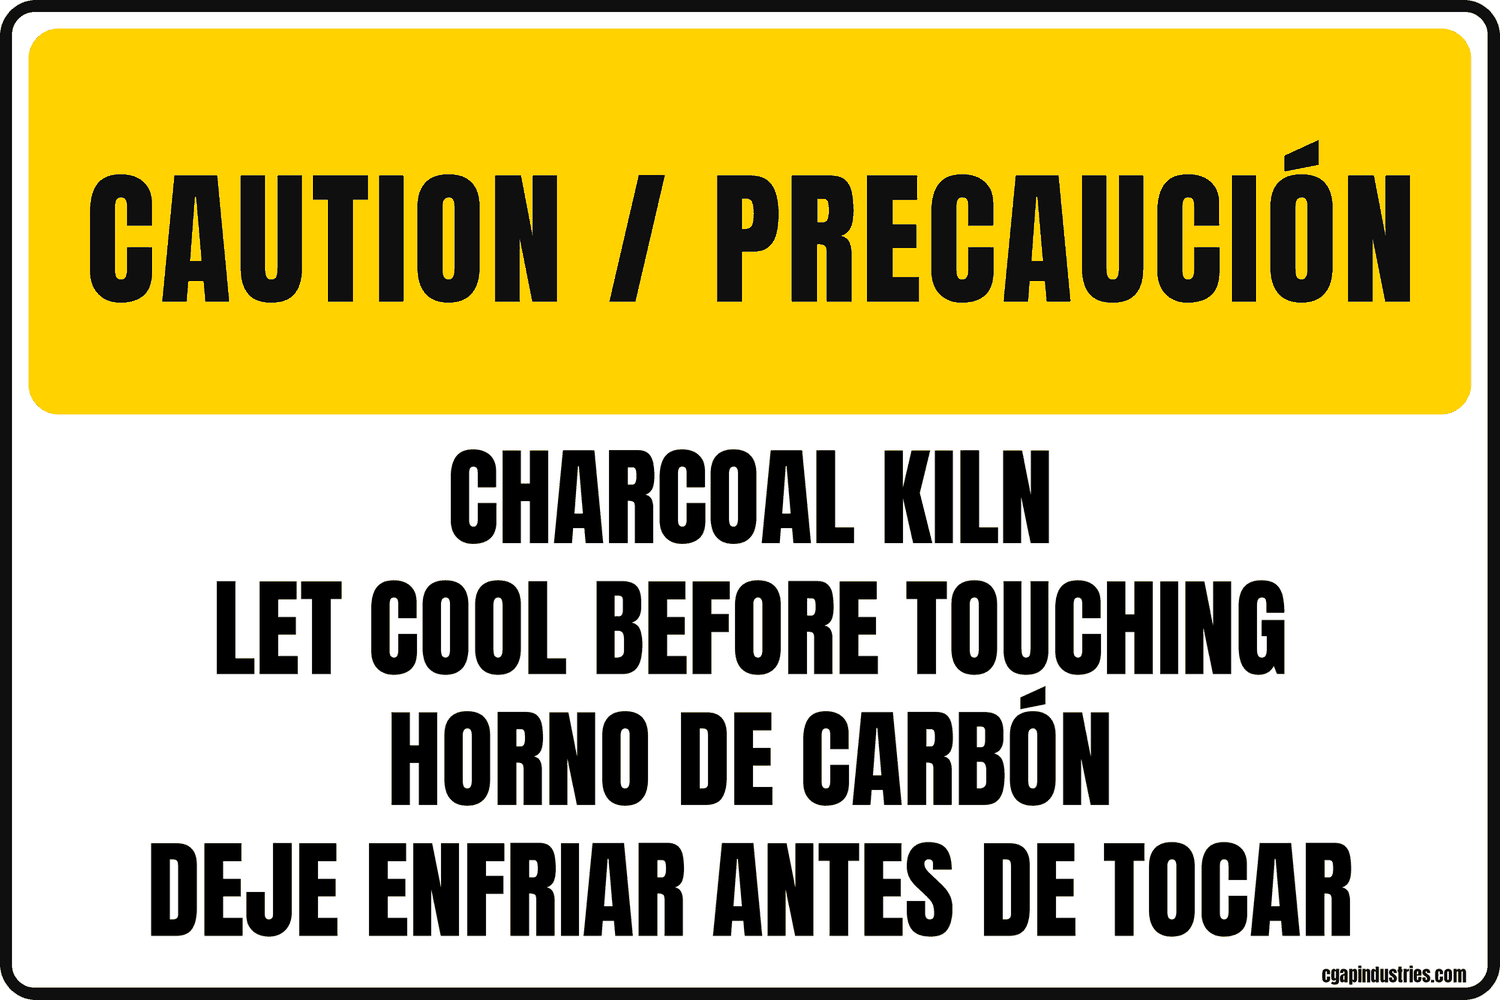 CAUTION / PRECAUCIÓN
CHARCOAL KILN
LET COOL BEFORE TOUCHING
HORNO DE CARBÓN
DEJE ENFRIAR ANTES DE TOCAR
cgapindustries.com